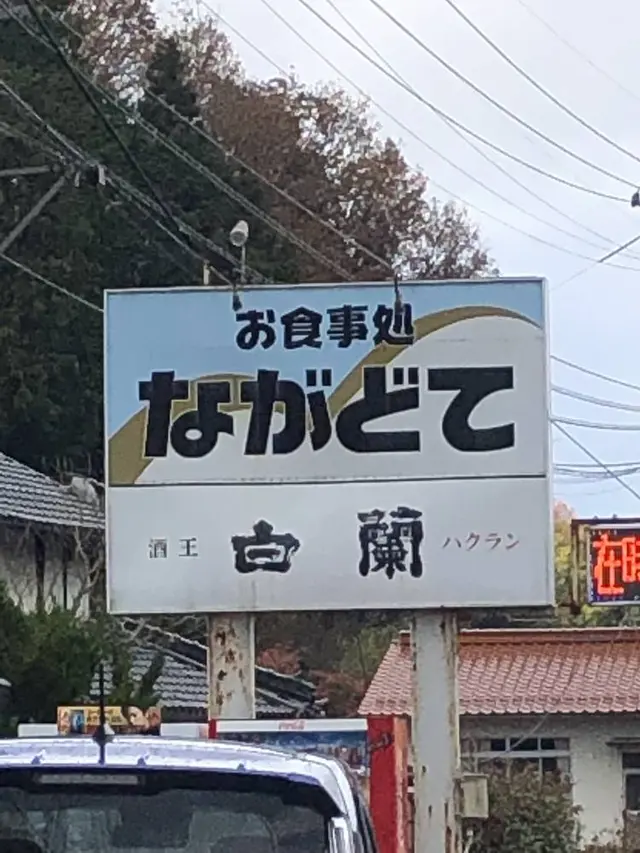 お食事処
ながどて
酒王 白蘭 ハクラン